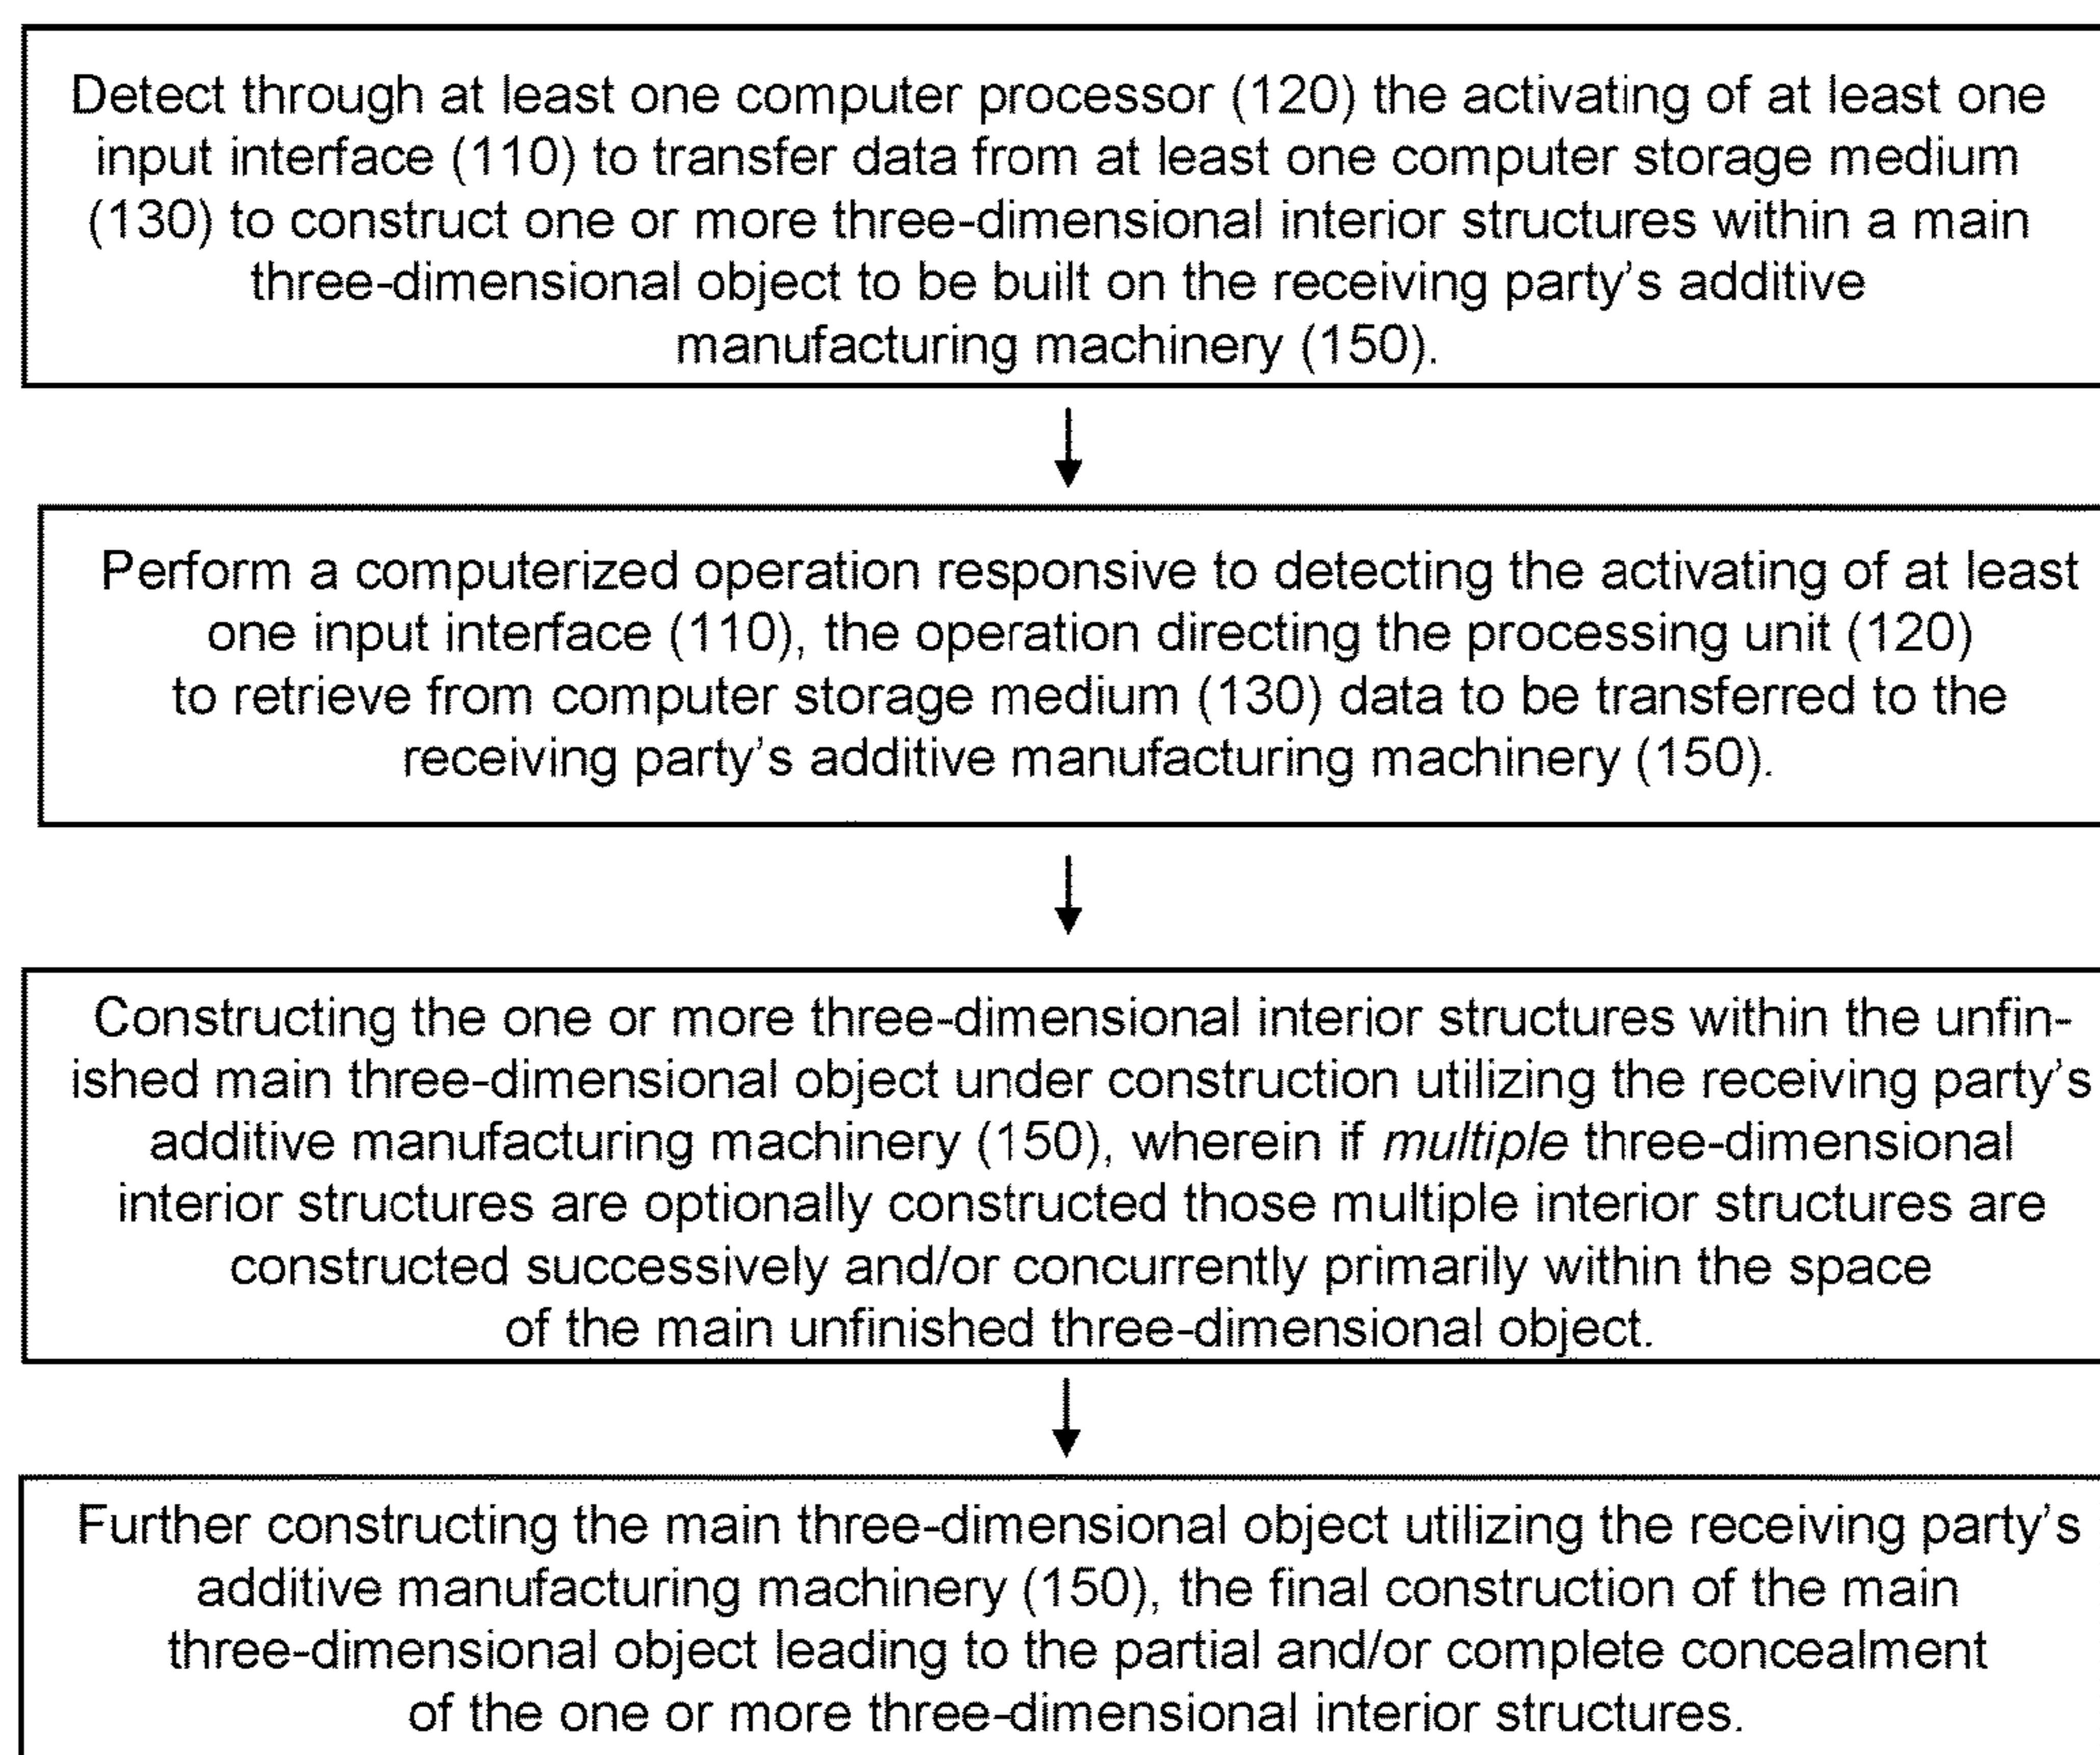 Detect through at least one computer processor (120) the activating of at least one
input interface (110) to transfer data from at least one computer storage medium
(130) to construct one or more three-dimensional interior structures within a main
three-dimensional object to be built on the receiving party's additive
manufacturing machinery (150).
Perform a computerized operation responsive to detecting the activating of at least
one input interface (110), the operation directing the processing unit (120)
to retrieve from computer storage medium (130) data to be transferred to the
receiving party's additive manufacturing machinery (150).
Constructing the one or more three-dimensional interior structures within the unfin-
ished main three-dimensional object under construction utilizing the receiving party's
additive manufacturing machinery (150), wherein if multiple three-dimensional
interior structures are optionally constructed those multiple interior structures are
constructed successively and/or concurrently primarily within the space
of the main unfinished three-dimensional object.
Further constructing the main three-dimensional object utilizing the receiving party's
additive manufacturing machinery (150), the final construction of the main
three-dimensional object leading to the partial and/or complete concealment
of the one or more three-dimensional interior structures.